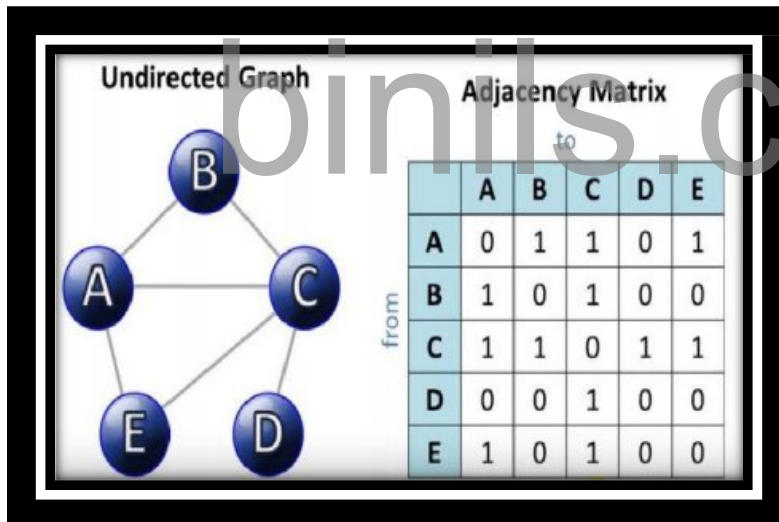 binils.c
Undirected Graph
B
A
C
E
D
Adjacency Matrix
to
from
A B C D E
A 0 1 1 0 1
B 1 0 1 0 0
C 1 1 0 1 1
D 0 0 1 0 0
E 1 0 1 0 0